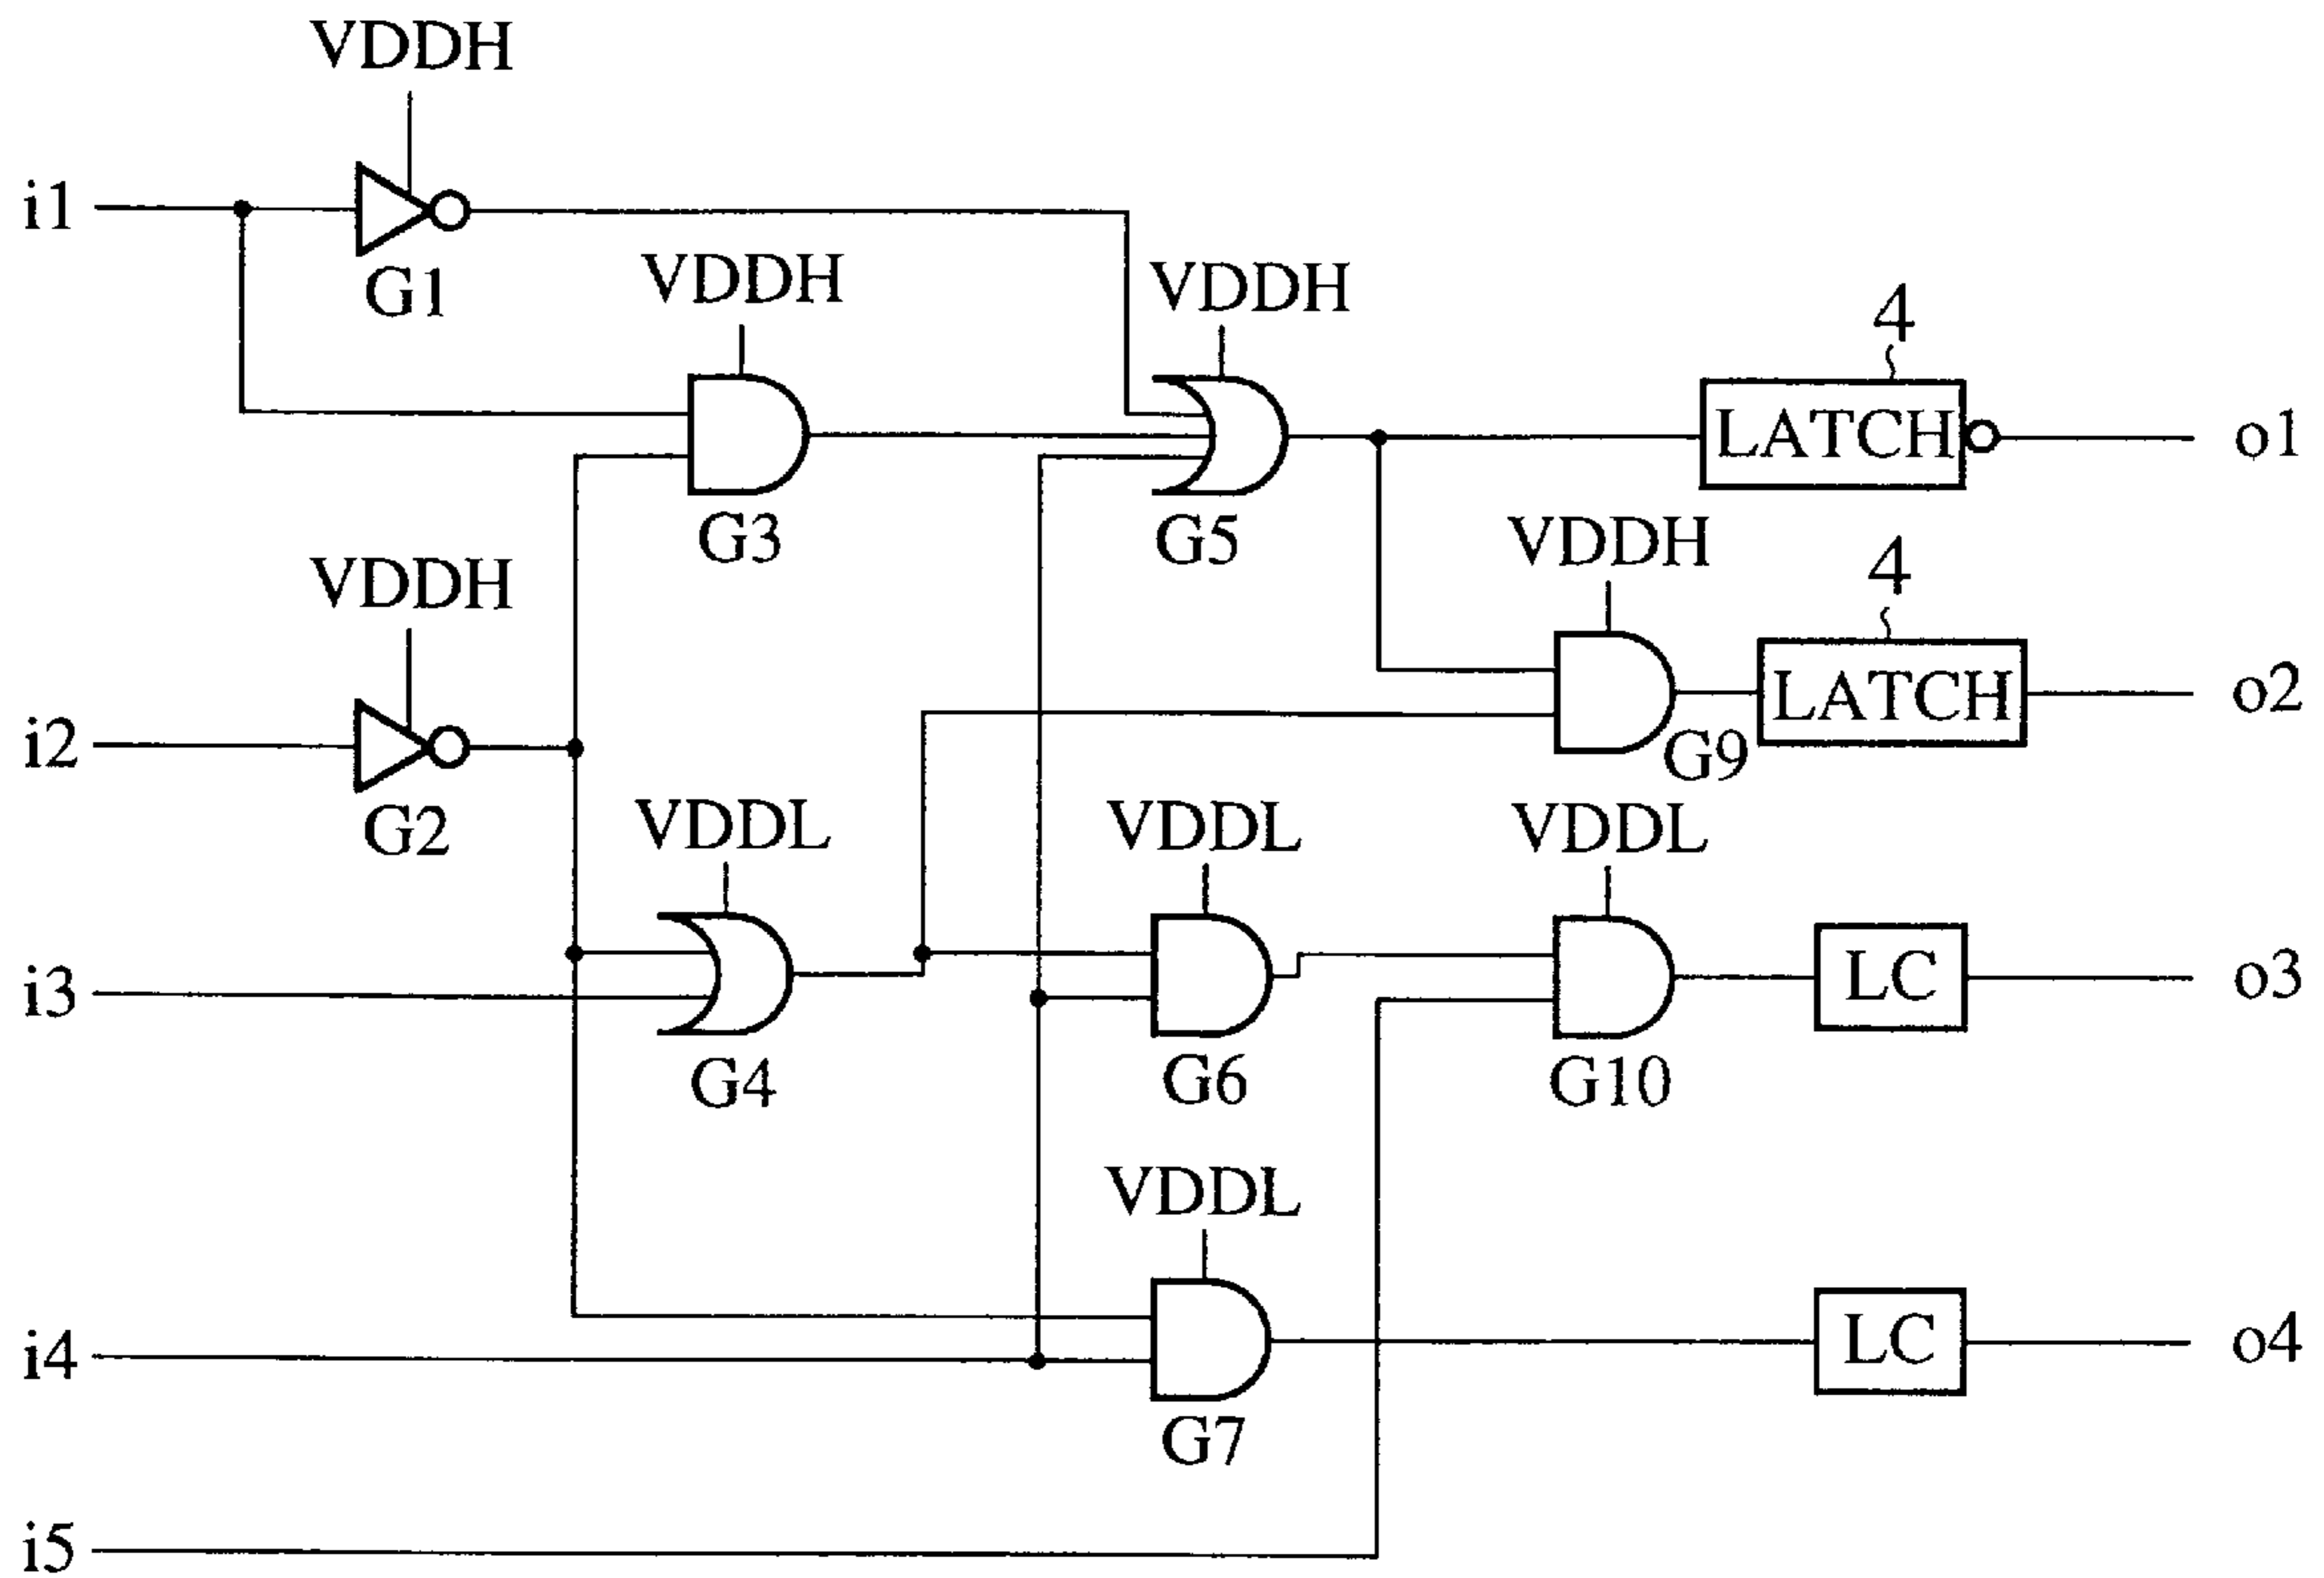 VDDH
i1
G1
VDDH
VDDH
4
LATCH
o1
G3
G5
VDDH
VDDH
4
i2
LATCH
o2
G9
G2
VDDL
VDDL
VDDL
i3
LC
o3
G4
G6
G10
VDDL
i4
LC
o4
G7
i5